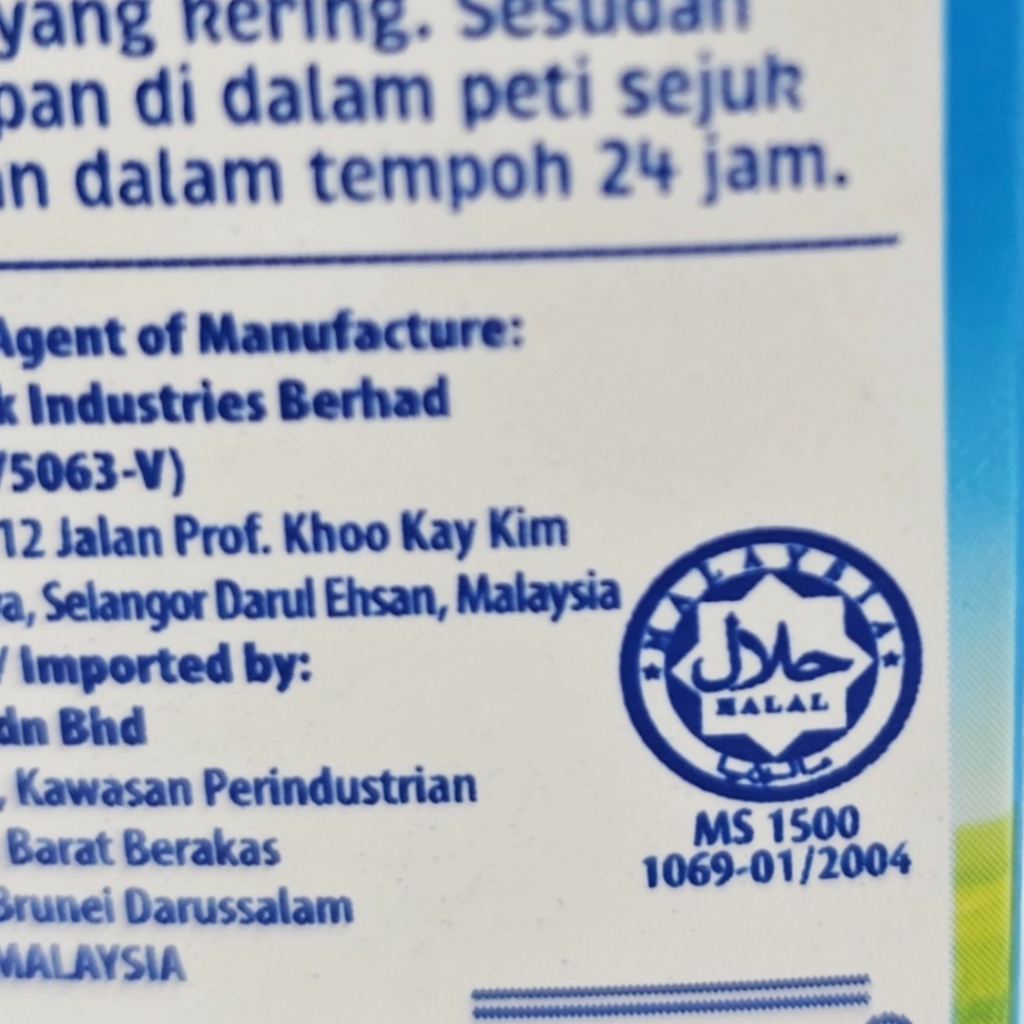 yang kering. Sesudah
di dalam peti sejuk
dalam tempoh 24 jam.
Agent of Manufacture:
Industries Berhad
5063-V)
12 Jalan Prof. Khoo Kay Kim
Selangor Darul Ehsan, Malaysia
/ Imported by:
Bhd
, Kawasan Perindustrian
Barat Berakas
Brunei Darussalam
MALAYSIA
MALAYSIA
حلال
HALAL
ماليزيا
MS 1500
1069-01/2004